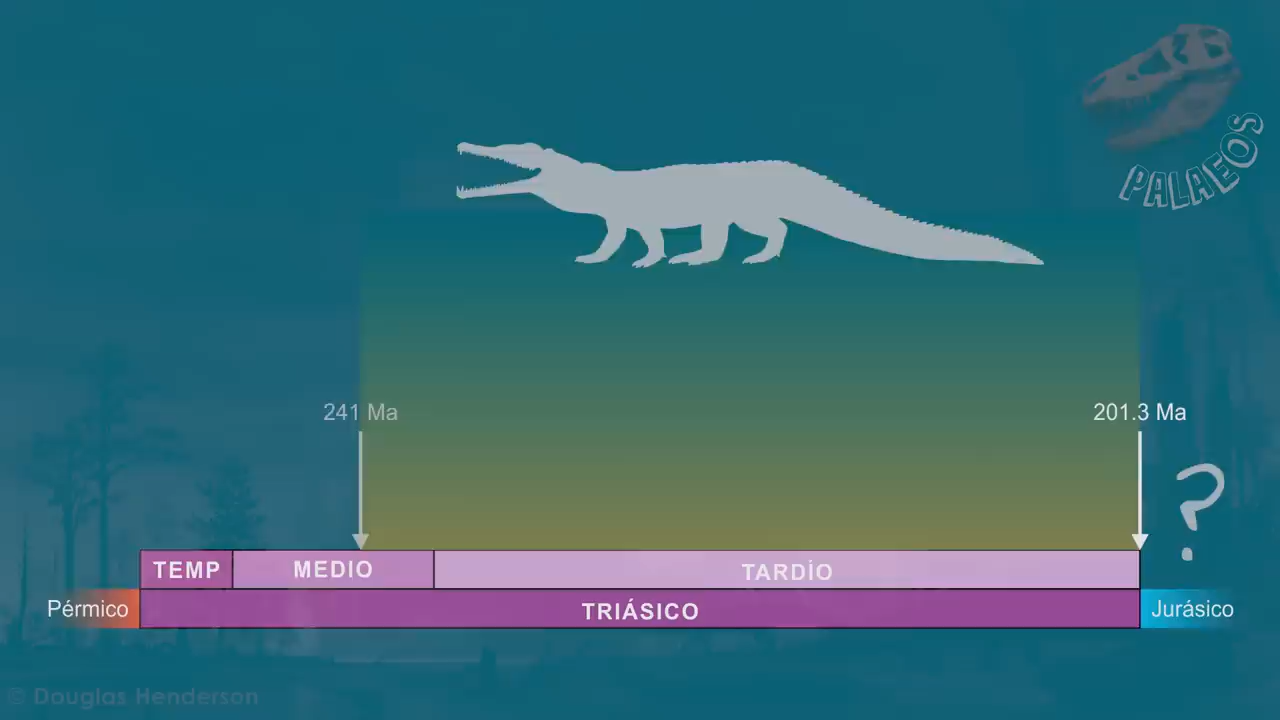 PALAEOS
241 Ma
201.3 Ma
?
TEMP
MEDIO
TARDÍO
Pérmico
TRIÁSICO
Jurásico
© Douglas Henderson